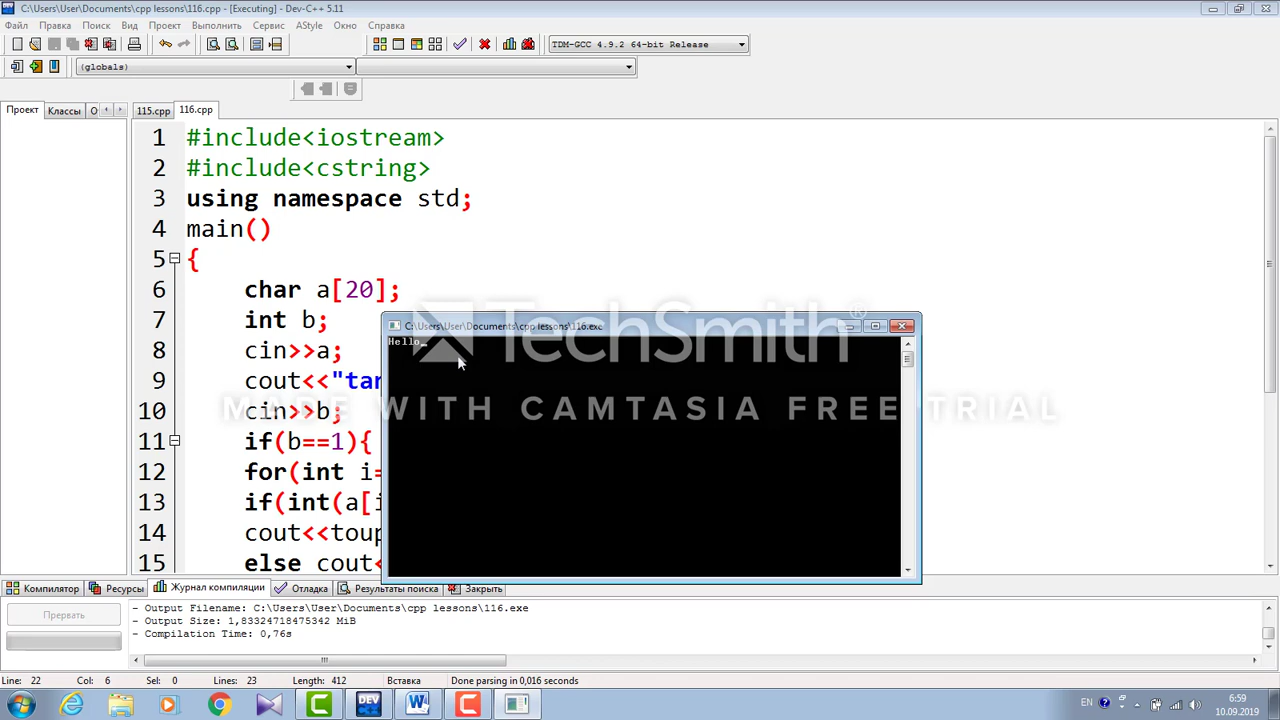 C:\Users\User\Documents\cpp lessons\116.cpp - [Executing] - Dev-C++ 5.11
Файл Правка Поиск Вид Проект Выполнить Сервис AStyle Окно Справка
TDM-GCC 4.9.2 64-bit Release
(globals)
Проект Классы О 115.cpp 116.cpp
1 #include<iostream>
2 #include<cstring>
3 using namespace std;
4 main()
5 {
6 char a[20];
7 int b;
8 cin>>a;
9 cout<<"tar
10 cin>>b;
11 if(b==1){
12 for(int i=
13 if(int(a[i
14 cout<<toup
15 else cout<
C:\Users\User\Documents\cpp lessons\116.exe
Hello_
TechSmith®
MADE WITH CAMTASIA FREE TRIAL
Компилятор Ресурсы Журнал компиляции Отладка Результаты поиска Закрыть
Прервать
- Output Filename: C:\Users\User\Documents\cpp lessons\116.exe
- Output Size: 1,83324718475342 MiB
- Compilation Time: 0,76s
Line: 22 Col: 6 Sel: 0 Lines: 23 Length: 412 Вставка Done parsing in 0,016 seconds
DEV W C EN 6:59
10.09.2019